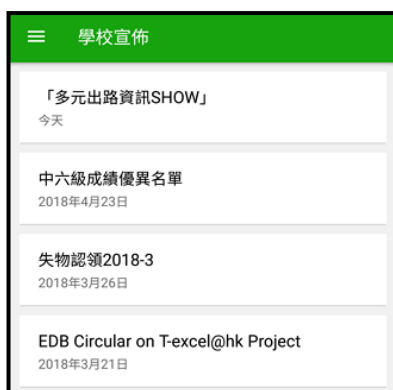 學校宣佈
「多元出路資訊SHOW」
今天
中六級成績優異名單
2018年4月23日
失物認領2018-3
2018年3月26日
EDB Circular on T-excel@hk Project
2018年3月21日